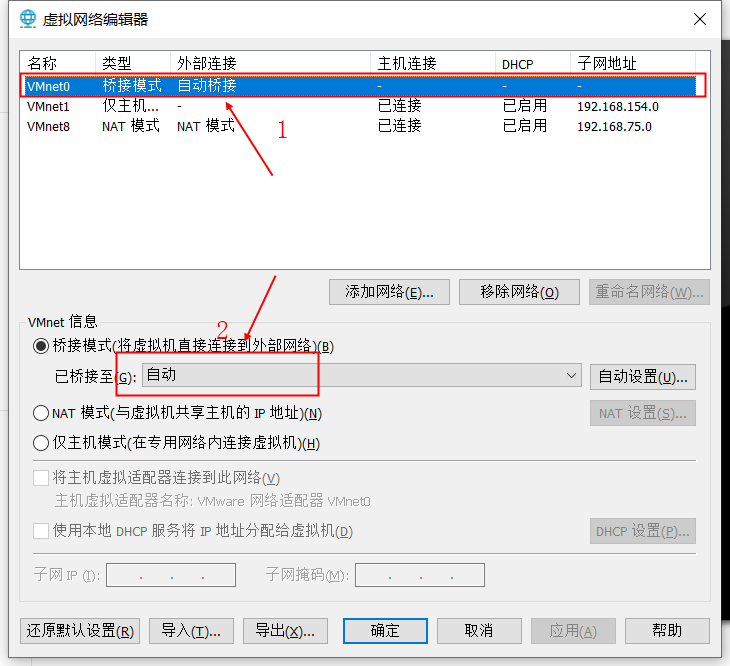 虚拟网络编辑器
名称 类型 外部连接 主机连接 DHCP 子网地址
VMnet0 桥接模式 自动桥接 - - -
VMnet1 仅主机... - 已连接 已启用 192.168.154.0
VMnet8 NAT 模式 NAT 模式 已连接 已启用 192.168.75.0
1
添加网络(E)... 移除网络(O) 重命名网络(W)...
VMnet 信息
2
桥接模式(将虚拟机直接连接到外部网络)(B)
已桥接至(G): 自动 自动设置(U)...
NAT 模式(与虚拟机共享主机的 IP 地址)(N) NAT 设置(S)...
仅主机模式(在专用网络内连接虚拟机)(H)
将主机虚拟适配器连接到此网络(V)
主机虚拟适配器名称: VMware 网络适配器 VMnet0
使用本地 DHCP 服务将 IP 地址分配给虚拟机(D) DHCP 设置(P)...
子网 IP (I): . . . 子网掩码(M): . . .
还原默认设置(R) 导入(T)... 导出(X)... 确定 取消 应用(A) 帮助